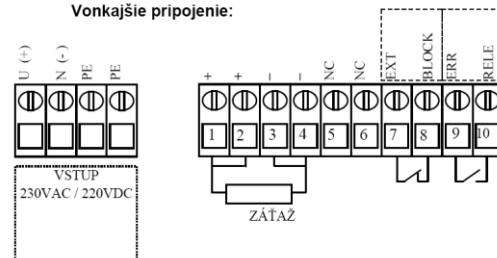 Vonkajšie pripojenie:
U (+)
N (-)
PE
PE
+
+
–
–
NC
NC
EXT
BLOCK
ERR
RELE
1 2 3 4 5 6 7 8 9 10
VSTUP
230VAC / 220VDC
ZÁŤAŽ